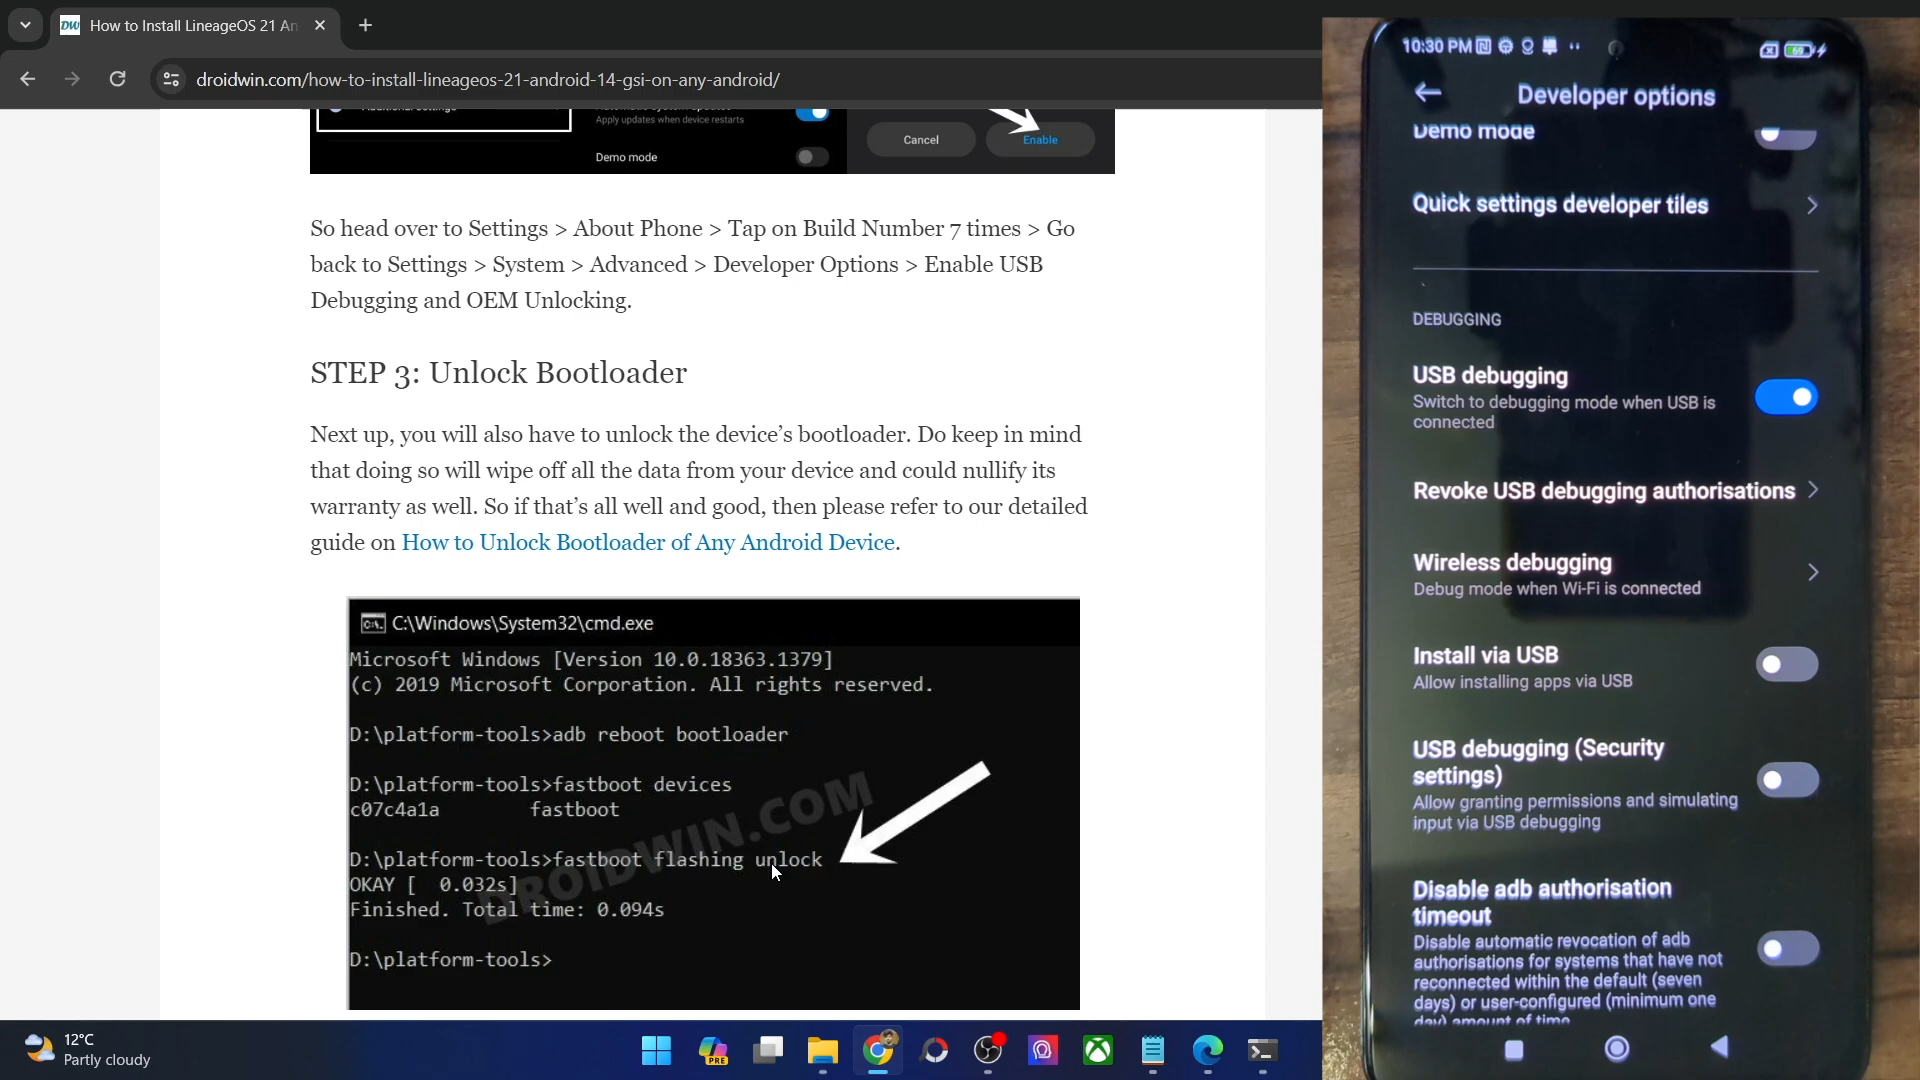 How to Install LineageOS 21 An
droidwin.com/how-to-install-lineageos-21-android-14-gsi-on-any-android/
Apply updates when device restarts
Demo mode
Cancel
Enable
So head over to Settings > About Phone > Tap on Build Number 7 times > Go
back to Settings > System > Advanced > Developer Options > Enable USB
Debugging and OEM Unlocking.
STEP 3: Unlock Bootloader
Next up, you will also have to unlock the device’s bootloader. Do keep in mind
that doing so will wipe off all the data from your device and could nullify its
warranty as well. So if that’s all well and good, then please refer to our detailed
guide on How to Unlock Bootloader of Any Android Device.
C:\Windows\System32\cmd.exe
Microsoft Windows [Version 10.0.18363.1379]
(c) 2019 Microsoft Corporation. All rights reserved.
D:\platform-tools>adb reboot bootloader
D:\platform-tools>fastboot devices
c07c4a1a fastboot
D:\platform-tools>fastboot flashing unlock
OKAY [ 0.032s]
Finished. Total time: 0.094s
D:\platform-tools>
DROIDWIN.COM
12°C
Partly cloudy
PRE
10:30 PM
69
Developer options
Demo mode
Quick settings developer tiles
DEBUGGING
USB debugging
Switch to debugging mode when USB is
connected
Revoke USB debugging authorisations
Wireless debugging
Debug mode when Wi-Fi is connected
Install via USB
Allow installing apps via USB
USB debugging (Security
settings)
Allow granting permissions and simulating
input via USB debugging
Disable adb authorisation
timeout
Disable automatic revocation of adb
authorisations for systems that have not
reconnected within the default (seven
days) or user-configured (minimum one
day) amount of time